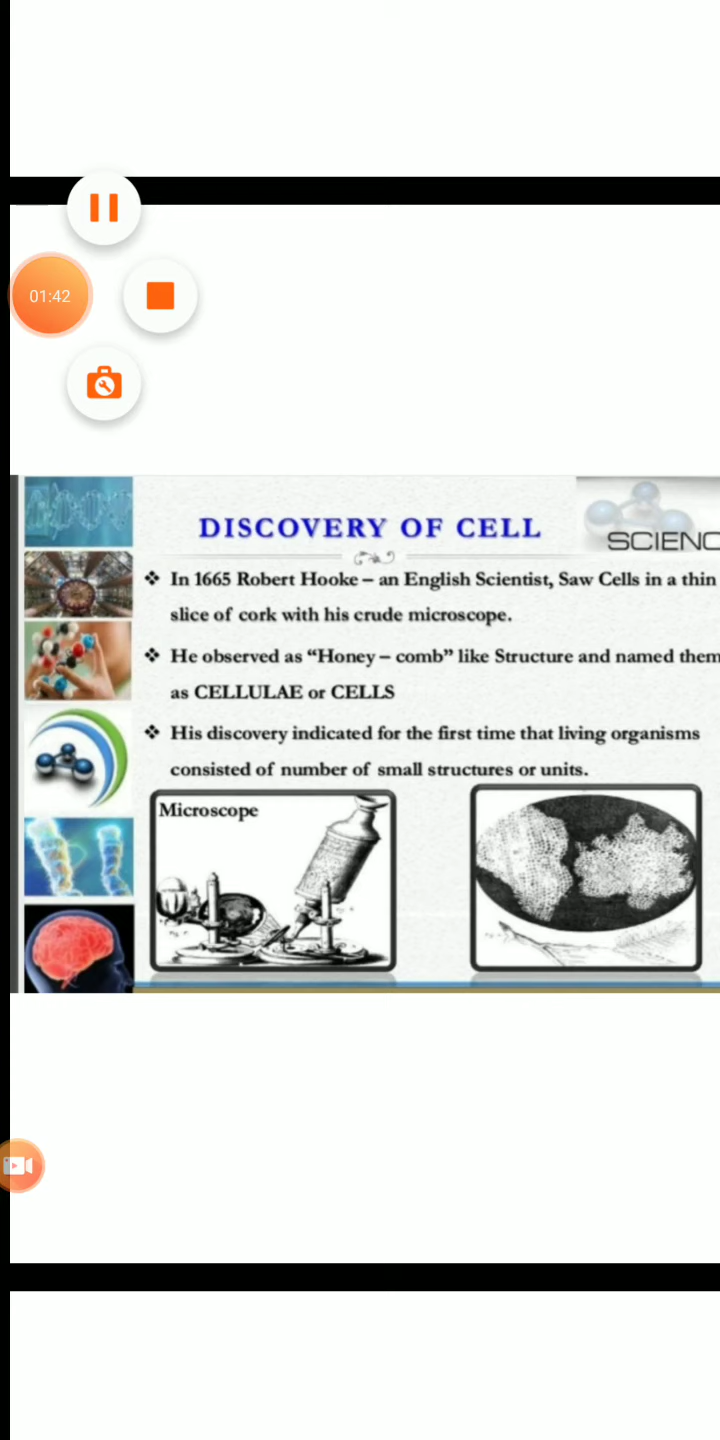 01:42
DISCOVERY OF CELL
SCIENC
❖ In 1665 Robert Hooke – an English Scientist, Saw Cells in a thin
slice of cork with his crude microscope.
❖ He observed as “Honey – comb” like Structure and named them
as CELLULAE or CELLS
❖ His discovery indicated for the first time that living organisms
consisted of number of small structures or units.
Microscope